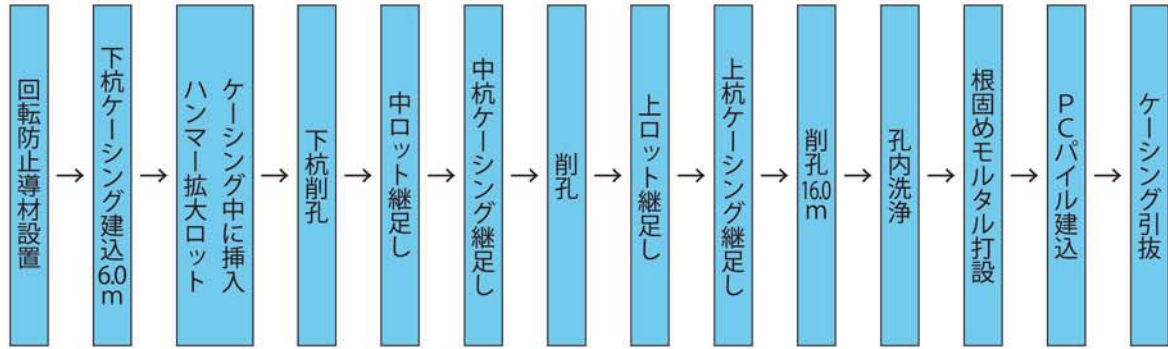 回転防止導材設置
→
下杭ケーシング建込6.0m
→
ケーシング中に挿入
ハンマー拡大ロット
→
下杭削孔
→
中ロット継足し
→
中杭ケーシング継足し
→
削孔
→
上ロット継足し
→
上杭ケーシング継足し
→
削孔16.0m
→
孔内洗浄
→
根固めモルタル打設
→
PCパイル建込
→
ケーシング引抜